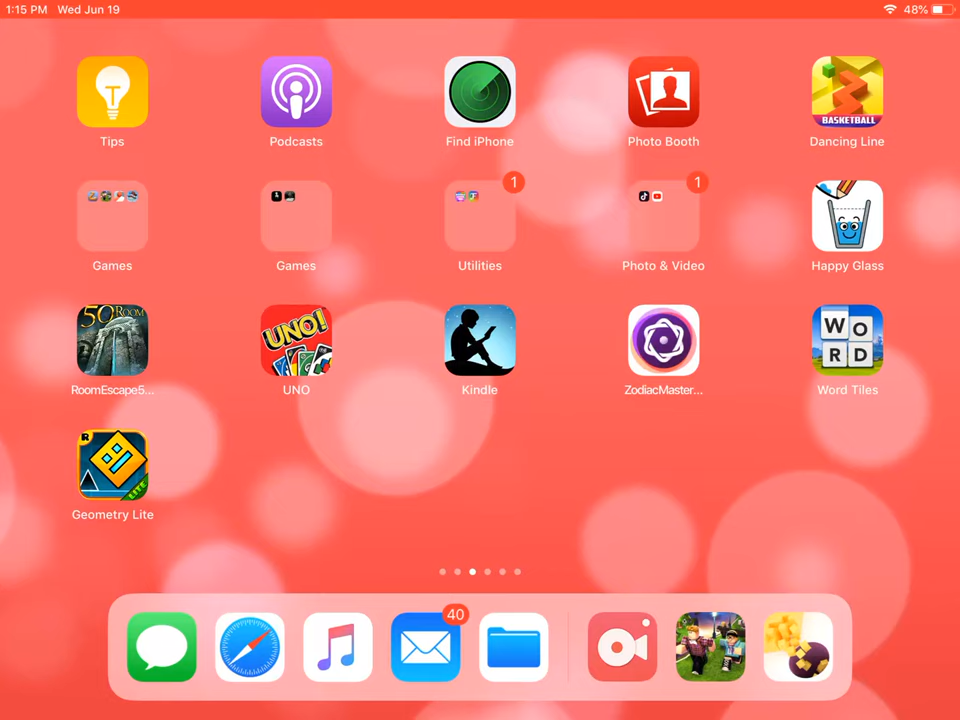 1:15 PM Wed Jun 19 48%
Tips Podcasts Find iPhone Photo Booth Dancing Line
BASKETBALL
1 1
Games Games Utilities Photo & Video Happy Glass
50 ROOM UNO! WO
RD
RoomEscape5... UNO Kindle ZodiacMaster... Word Tiles
R
LITE
Geometry Lite
40